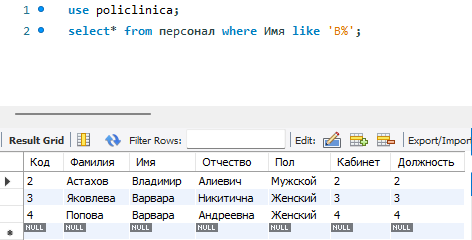 1 use policlinica;
2 select* from персонал where Имя like 'В%';
Result Grid Filter Rows: Edit: Export/Import
Код Фамилия Имя Отчество Пол Кабинет Должность
2 Астахов Владимир Алиевич Мужской 2 2
3 Яковлева Варвара Никитична Женский 3 3
4 Попова Варвара Андреевна Женский 4 4
NULL NULL NULL NULL NULL NULL NULL